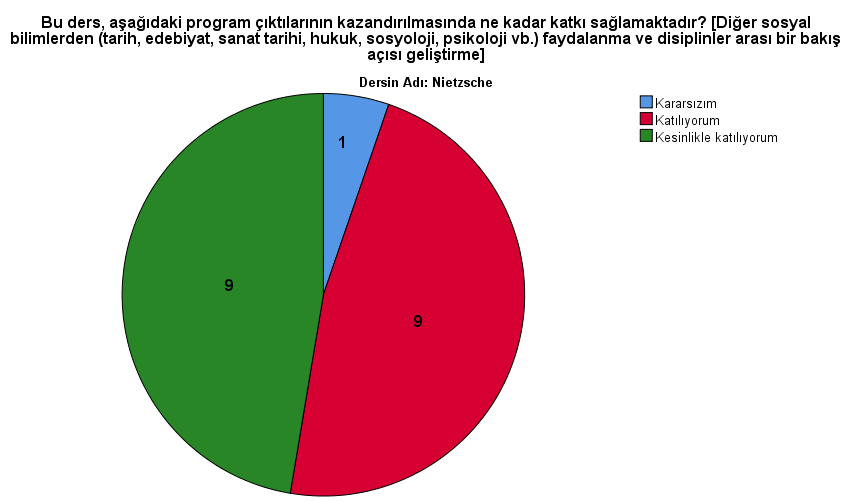 Bu ders, aşağıdaki program çıktılarının kazandırılmasında ne kadar katkı sağlamaktadır? [Diğer sosyal
bilimlerden (tarih, edebiyat, sanat tarihi, hukuk, sosyoloji, psikoloji vb.) faydalanma ve disiplinler arası bir bakış
açısı geliştirme]
Dersin Adı: Nietzsche
Kararsızım
Katılıyorum
Kesinlikle katılıyorum
1
9
9